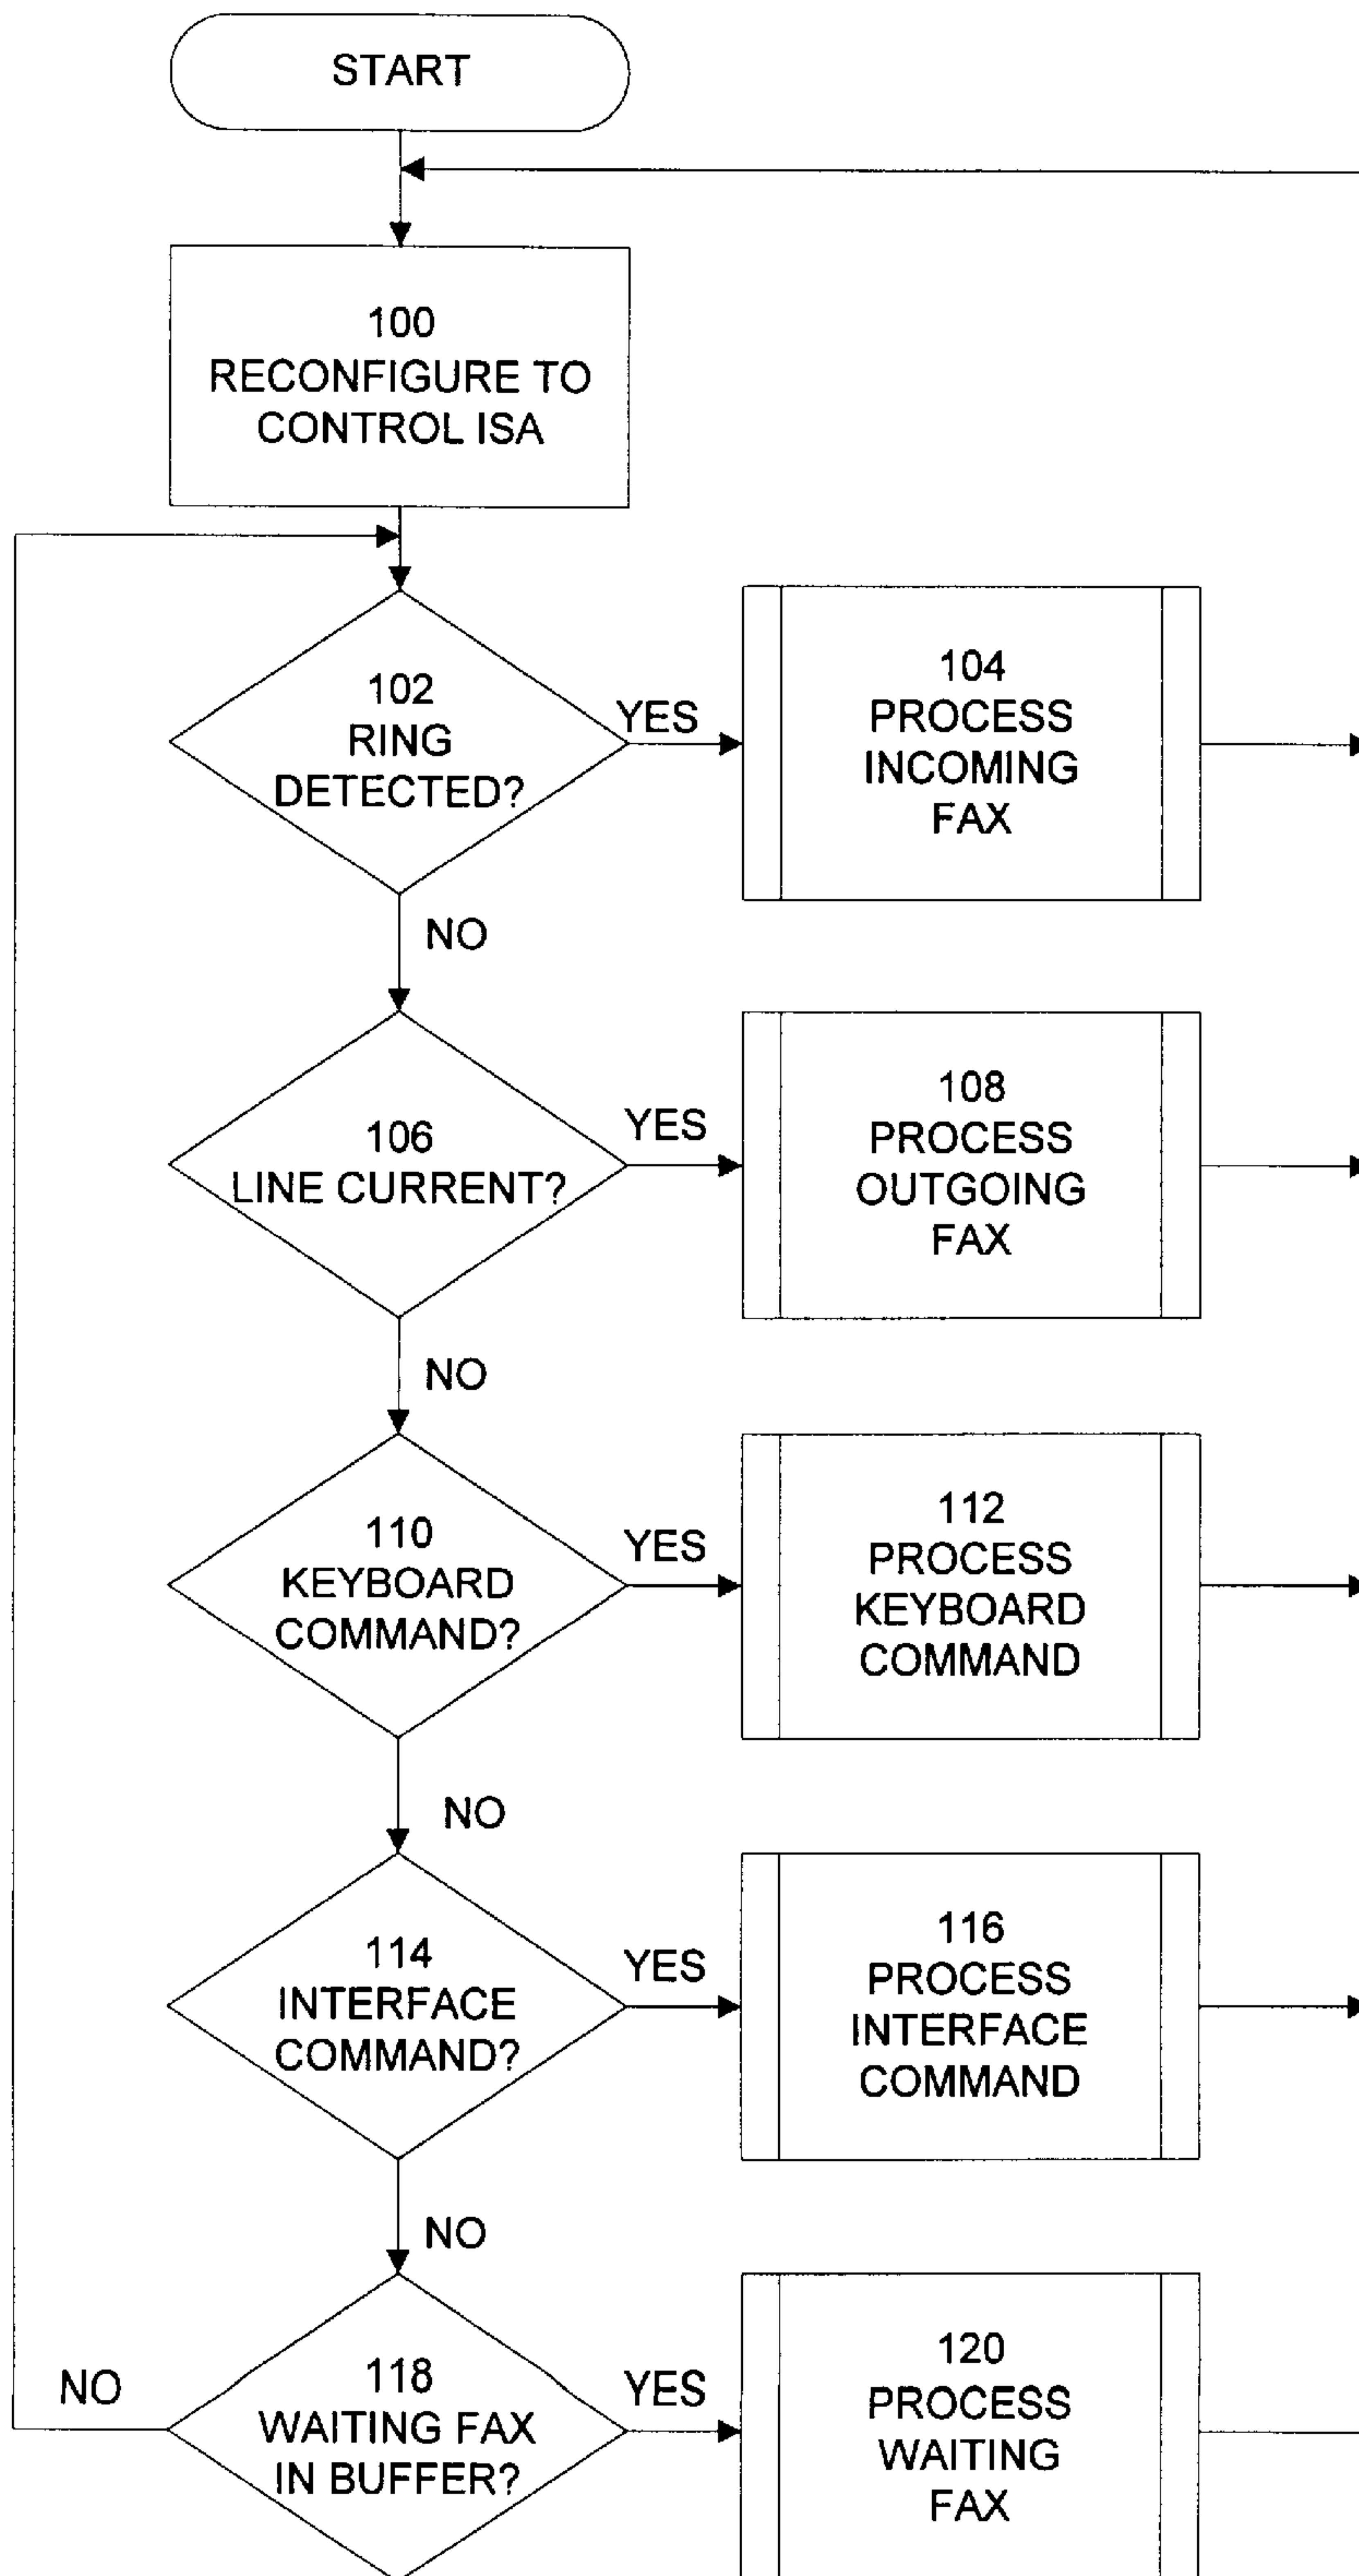 START
100
RECONFIGURE TO
CONTROL ISA
102
RING
DETECTED?
YES
104
PROCESS
INCOMING
FAX
NO
106
LINE CURRENT?
YES
108
PROCESS
OUTGOING
FAX
NO
110
KEYBOARD
COMMAND?
YES
112
PROCESS
KEYBOARD
COMMAND
NO
114
INTERFACE
COMMAND?
YES
116
PROCESS
INTERFACE
COMMAND
NO
NO
118
WAITING FAX
IN BUFFER?
YES
120
PROCESS
WAITING
FAX